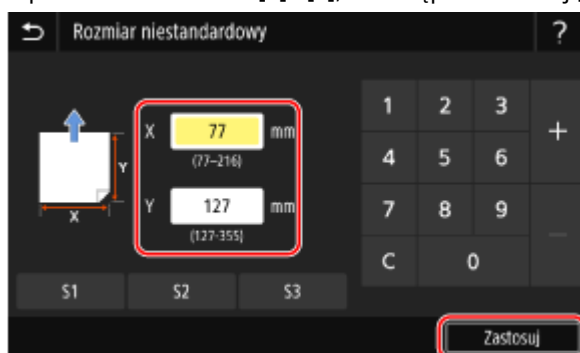 Rozmiar niestandardowy ?
X 77 mm
(77–216)
Y 127 mm
(127-355)
Y
X
1 2 3 +
4 5 6
7 8 9 —
C 0
S1 S2 S3
Zastosuj